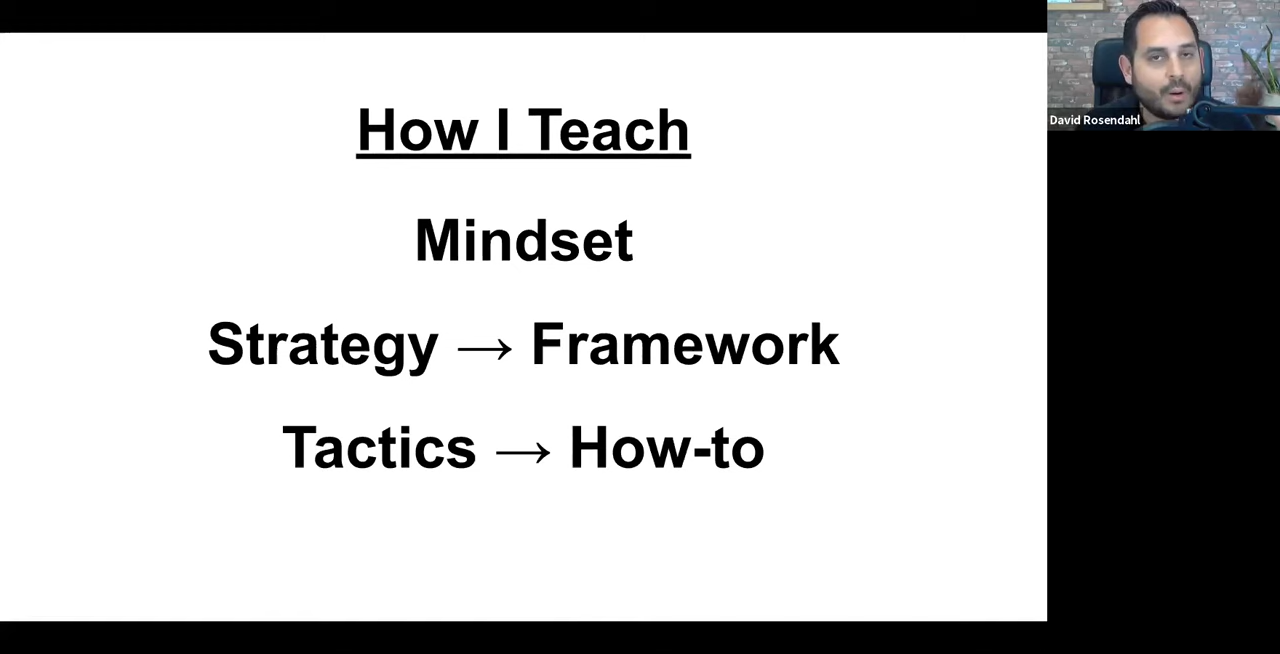 How I Teach
Mindset
Strategy → Framework
Tactics → How-to
David Rosendahl